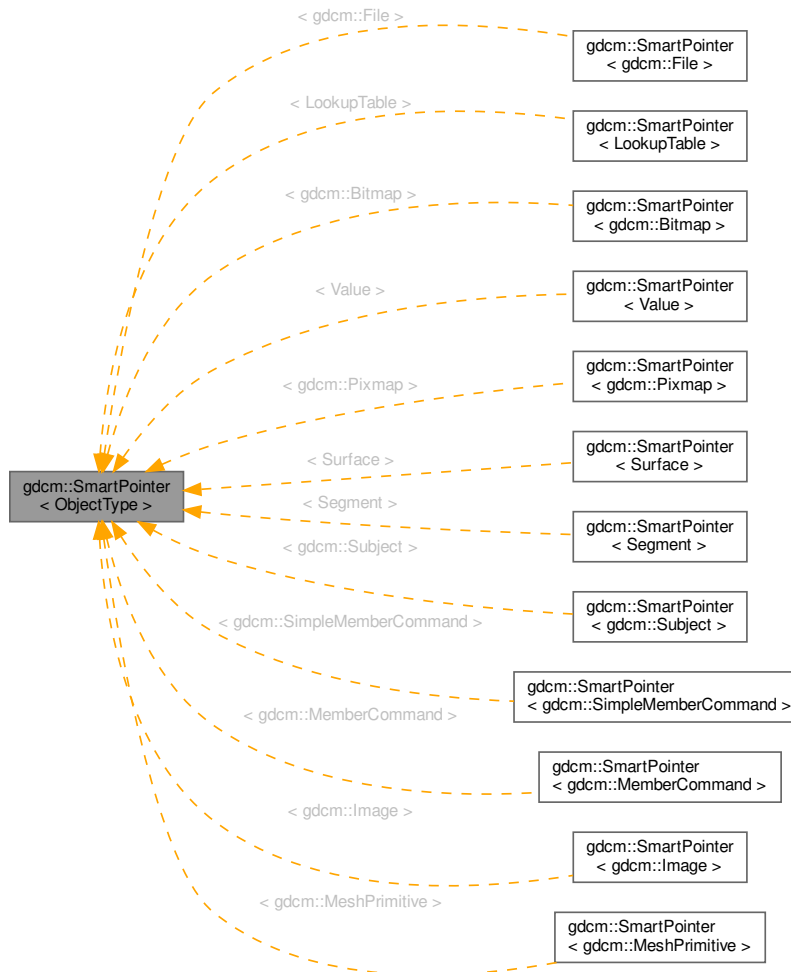 < gdcm::File >
gdcm::SmartPointer
< gdcm::File >
< LookupTable >
gdcm::SmartPointer
< LookupTable >
< gdcm::Bitmap >
gdcm::SmartPointer
< gdcm::Bitmap >
< Value >
gdcm::SmartPointer
< Value >
< gdcm::Pixmap >
gdcm::SmartPointer
< gdcm::Pixmap >
< Surface >
gdcm::SmartPointer
< Surface >
gdcm::SmartPointer
< ObjectType >
< Segment >
gdcm::SmartPointer
< Segment >
< gdcm::Subject >
gdcm::SmartPointer
< gdcm::Subject >
< gdcm::SimpleMemberCommand >
gdcm::SmartPointer
< gdcm::SimpleMemberCommand >
< gdcm::MemberCommand >
gdcm::SmartPointer
< gdcm::MemberCommand >
< gdcm::Image >
gdcm::SmartPointer
< gdcm::Image >
< gdcm::MeshPrimitive >
gdcm::SmartPointer
< gdcm::MeshPrimitive >